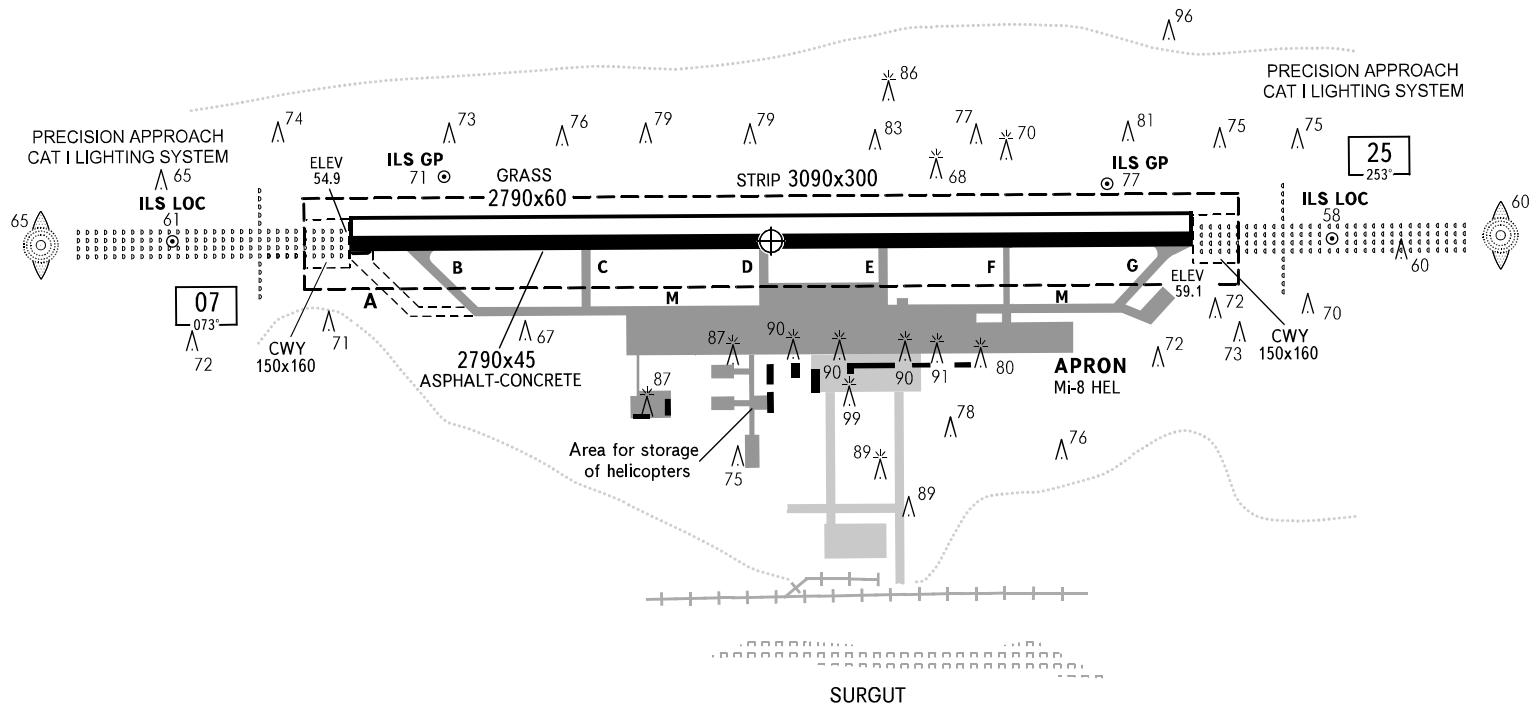 96
86
PRECISION APPROACH
CAT I LIGHTING SYSTEM
74
73
76
79
79
83
77
70
81
75
75
PRECISION APPROACH
CAT I LIGHTING SYSTEM
65
ELEV
54.9
ILS GP
71
GRASS
2790x60
STRIP 3090x300
68
ILS GP
77
25
253°
ILS LOC
61
65
ILS LOC
58
60
60
B
C
D
E
F
G
ELEV
59.1
07
073°
A
M
M
72
70
72
71
CWY
150x160
67
2790x45
ASPHALT-CONCRETE
87
90
90
90
91
80
72
73
CWY
150x160
APRON
Mi-8 HEL
87
99
78
76
Area for storage
of helicopters
75
89
89
SURGUT